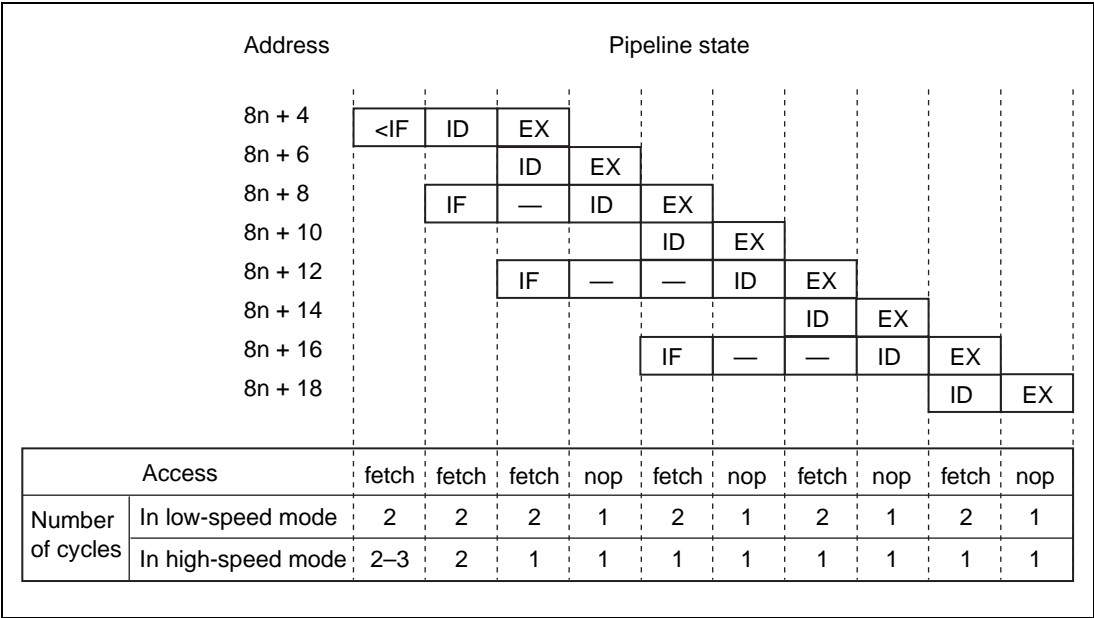 Address Pipeline state
8n + 4 <IF ID EX
8n + 6 ID EX
8n + 8 IF — ID EX
8n + 10 ID EX
8n + 12 IF — — ID EX
8n + 14 ID EX
8n + 16 IF — — ID EX
8n + 18 ID EX
Access fetch fetch fetch nop fetch nop fetch nop fetch nop
Number of cycles In low-speed mode 2 2 2 1 2 1 2 1 2 1
In high-speed mode 2–3 2 1 1 1 1 1 1 1 1